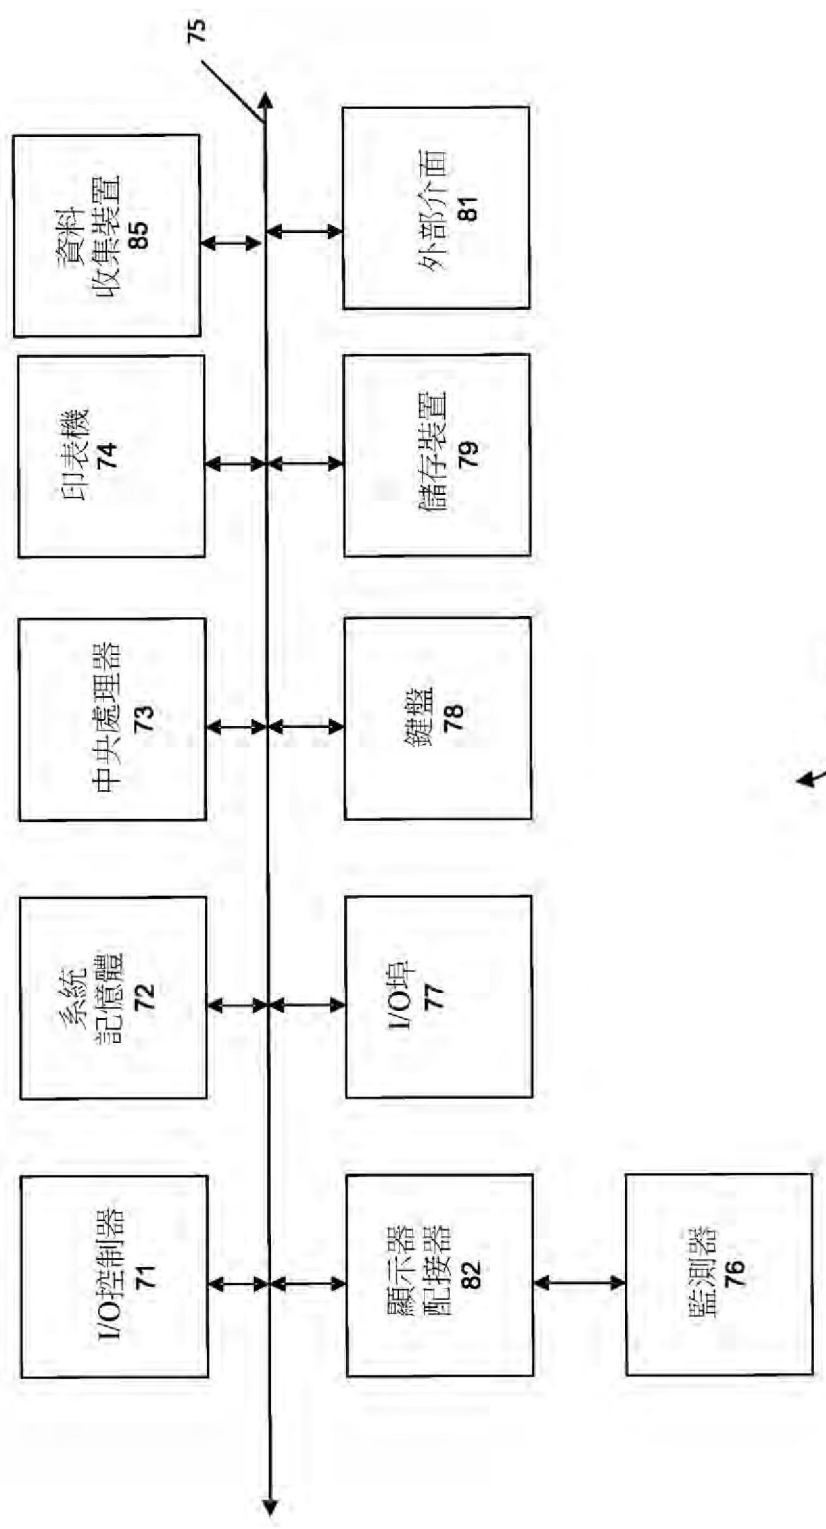 75
I/O控制器
71
系統
記憶體
72
中央處理器
73
印表機
74
資料
收集裝置
85
顯示器
配接器
82
I/O埠
77
鍵盤
78
儲存裝置
79
外部介面
81
監測器
76